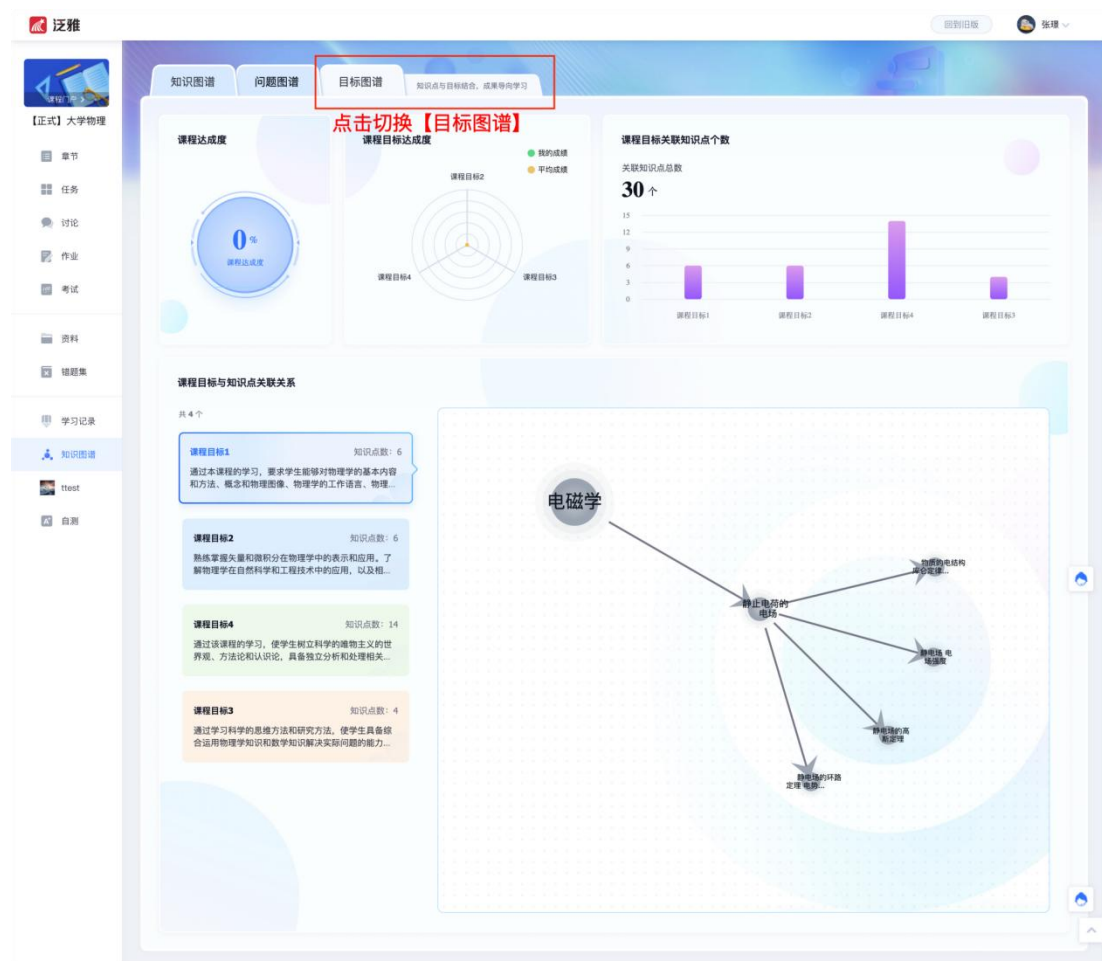 泛雅
回到旧版
张璟
课程门户
【正式】大学物理
章节
任务
讨论
作业
考试
资料
错题集
学习记录
知识图谱
ttest
自测
知识图谱
问题图谱
目标图谱
知识点与目标结合，成果导向学习
点击切换【目标图谱】
课程达成度
0 %
课程达成度
课程目标达成度
我的成绩
平均成绩
课程目标2
课程目标4
课程目标3
课程目标关联知识点个数
关联知识点总数
30 个
15
12
9
6
3
0
课程目标1
课程目标2
课程目标4
课程目标3
课程目标与知识点关联关系
共 4 个
课程目标1 知识点数：6
通过本课程的学习，要求学生能够对物理学的基本内容
和方法、概念和物理图像、物理学的工作语言、物理...
课程目标2 知识点数：6
熟练掌握矢量和微积分在物理学中的表示和应用。了
解物理学在自然科学和工程技术中的应用，以及相...
课程目标4 知识点数：14
通过该课程的学习，使学生树立科学的唯物主义的世
界观、方法论和认识论，具备独立分析和处理相关...
课程目标3 知识点数：4
通过学习科学的思维方法和研究方法，使学生具备综
合运用物理学知识和数学知识解决实际问题的能力...
电磁学
静止电荷的
电场
物质的电结构
库仑定律...
静电场 电
场强度
静电场的高
斯定理
静电场的环路
定理 电势...